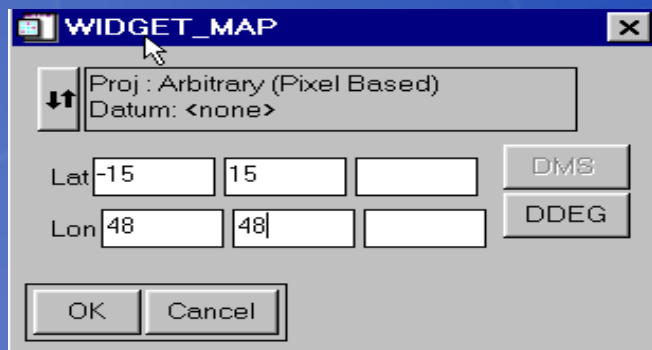 WIDGET_MAP
Proj : Arbitrary (Pixel Based)
Datum: <none>
Lat -15 15
DMS
Lon 48 48
DDEG
OK Cancel